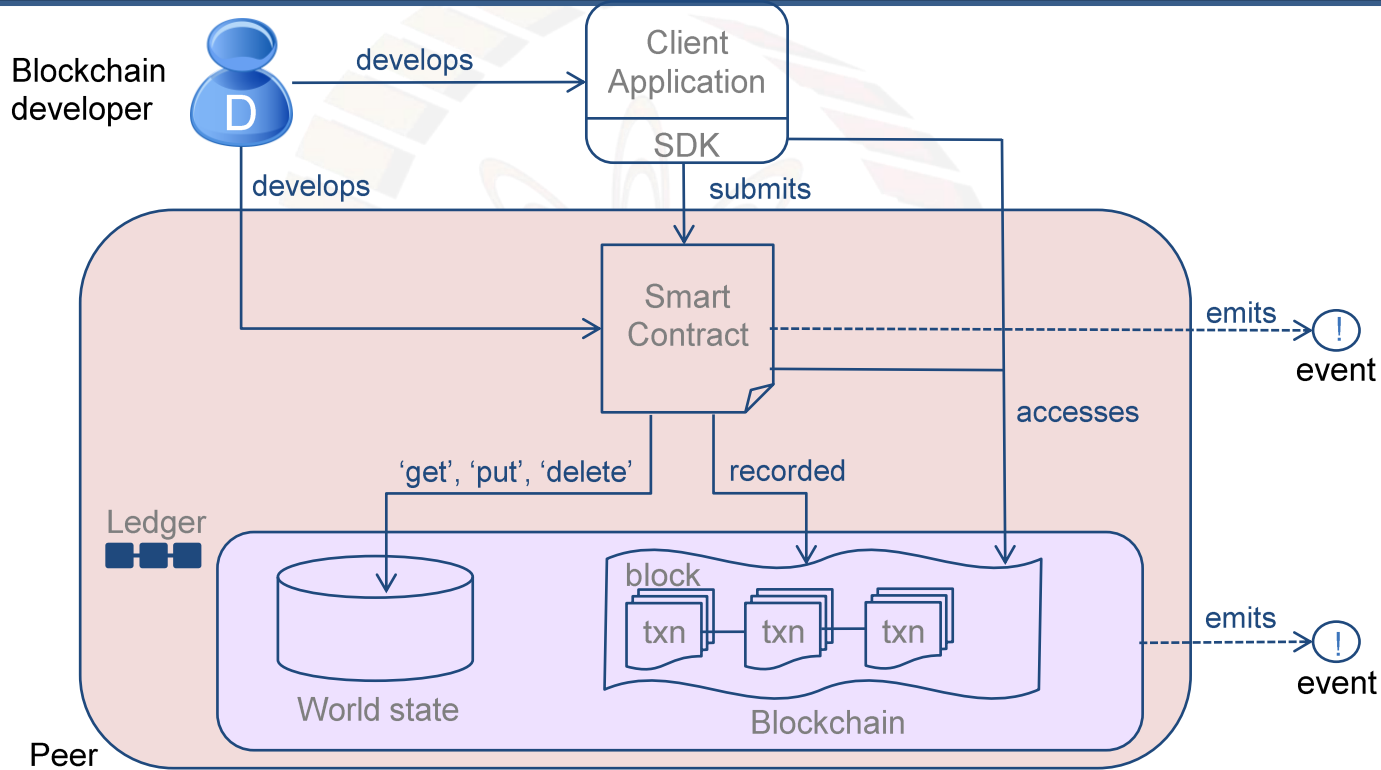 Blockchain
developer
D
develops
Client
Application
SDK
develops
submits
Smart
Contract
emits
!
event
accesses
‘get’, ‘put’, ‘delete’
recorded
Ledger
block
txn
txn
txn
emits
!
event
World state
Blockchain
Peer